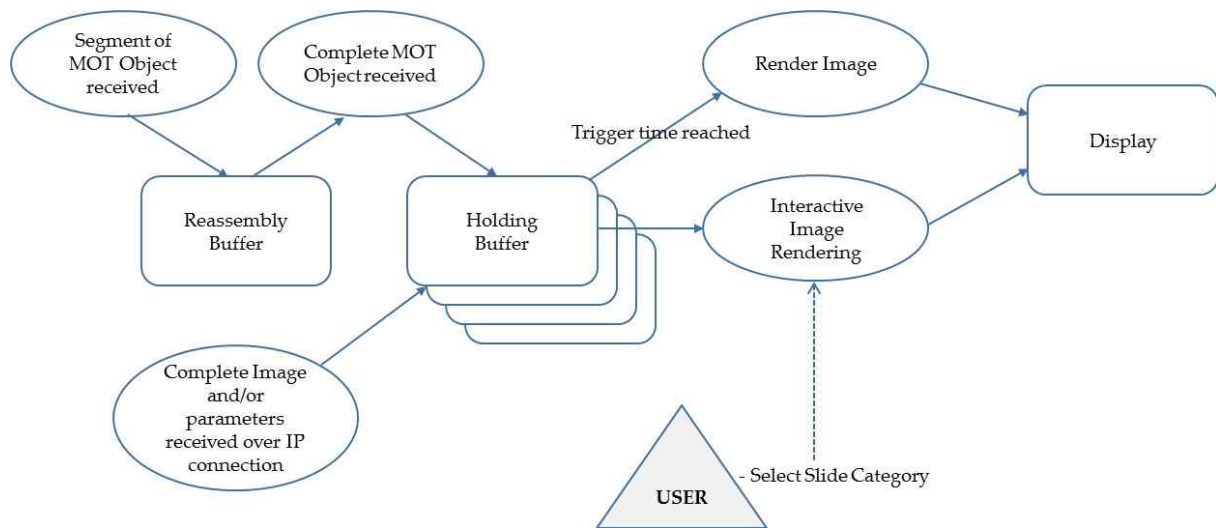 Segment of
MOT Object
received
Complete MOT
Object received
Render Image
Trigger time reached
Display
Reassembly
Buffer
Holding
Buffer
Interactive
Image
Rendering
Complete Image
and/or
parameters
received over IP
connection
- Select Slide Category
USER